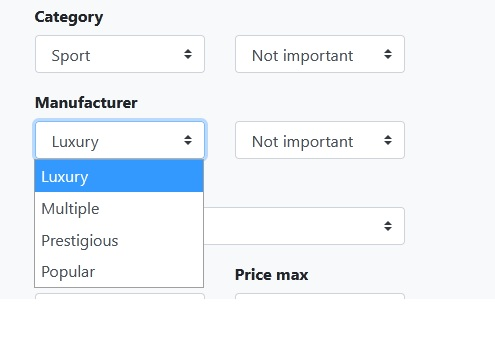 Category
Sport Not important
Manufacturer
Luxury Not important
Luxury
Multiple
Prestigious
Popular
Price max